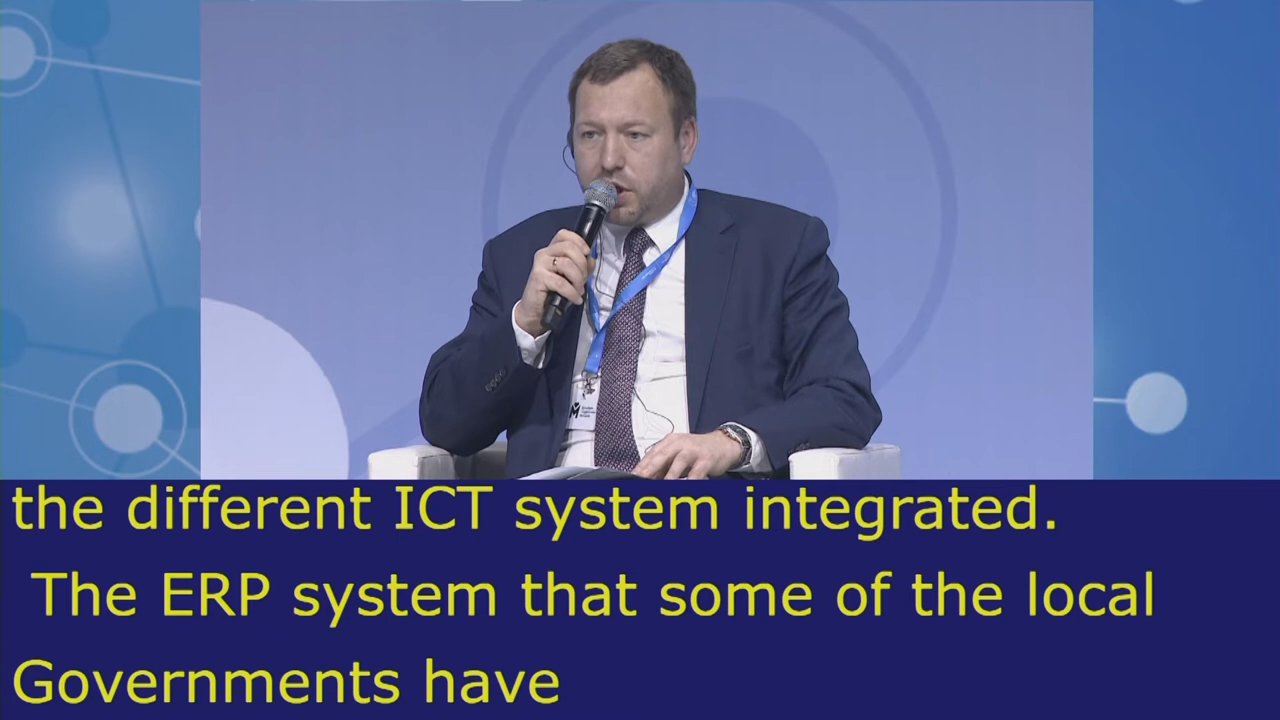 the different ICT system integrated.
The ERP system that some of the local
Governments have